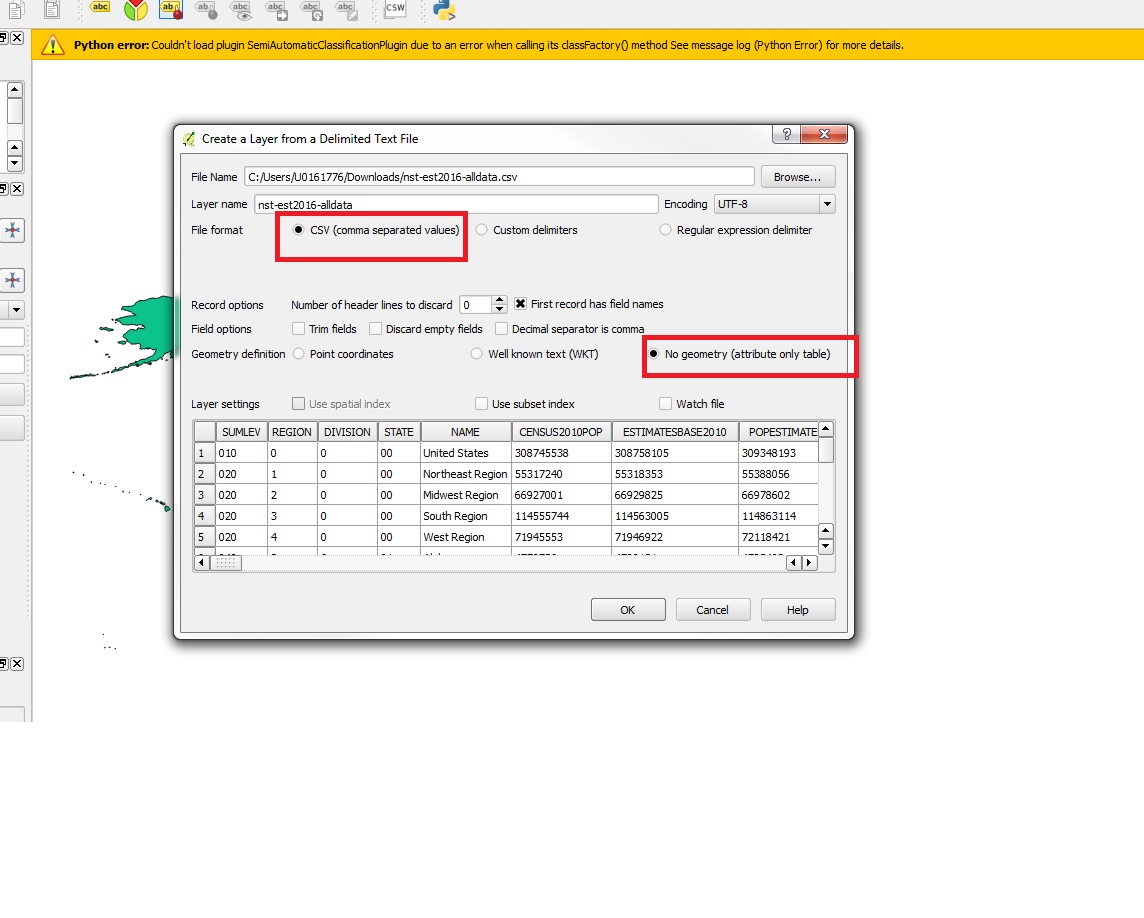 abc abc abc abc abc abc abc CSW
Python error: Couldn't load plugin SemiAutomaticClassificationPlugin due to an error when calling its classFactory() method See message log (Python Error) for more details.
Create a Layer from a Delimited Text File
File Name C:/Users/U0161776/Downloads/nst-est2016-alldata.csv Browse...
Layer name nst-est2016-alldata Encoding UTF-8
File format CSV (comma separated values) Custom delimiters Regular expression delimiter
Record options Number of header lines to discard 0 First record has field names
Field options Trim fields Discard empty fields Decimal separator is comma
Geometry definition Point coordinates Well known text (WKT) No geometry (attribute only table)
Layer settings Use spatial index Use subset index Watch file
SUMLEV REGION DIVISION STATE NAME CENSUS2010POP ESTIMATESBASE2010 POPESTIMATE
1 010 0 0 00 United States 308745538 308758105 309348193
2 020 1 0 00 Northeast Region 55317240 55318353 55388056
3 020 2 0 00 Midwest Region 66927001 66929825 66978602
4 020 3 0 00 South Region 114555744 114563005 114863114
5 020 4 0 00 West Region 71945553 71946922 72118421
OK Cancel Help